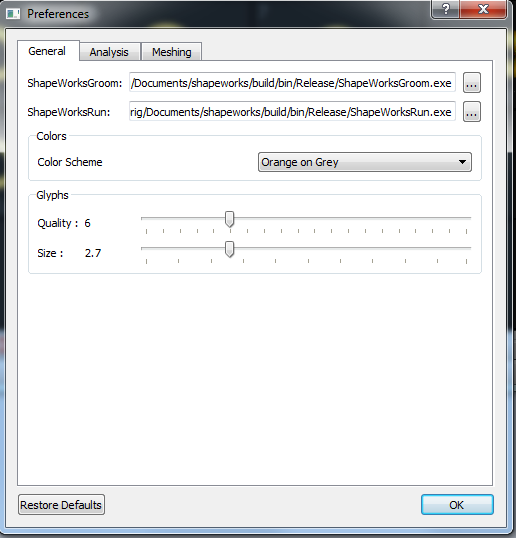 Preferences
?
General Analysis Meshing
ShapeWorksGroom: /Documents/shapeworks/build/bin/Release/ShapeWorksGroom.exe ...
ShapeWorksRun: rig/Documents/shapeworks/build/bin/Release/ShapeWorksRun.exe ...
Colors
Color Scheme Orange on Grey
Glyphs
Quality : 6
Size : 2.7
Restore Defaults OK